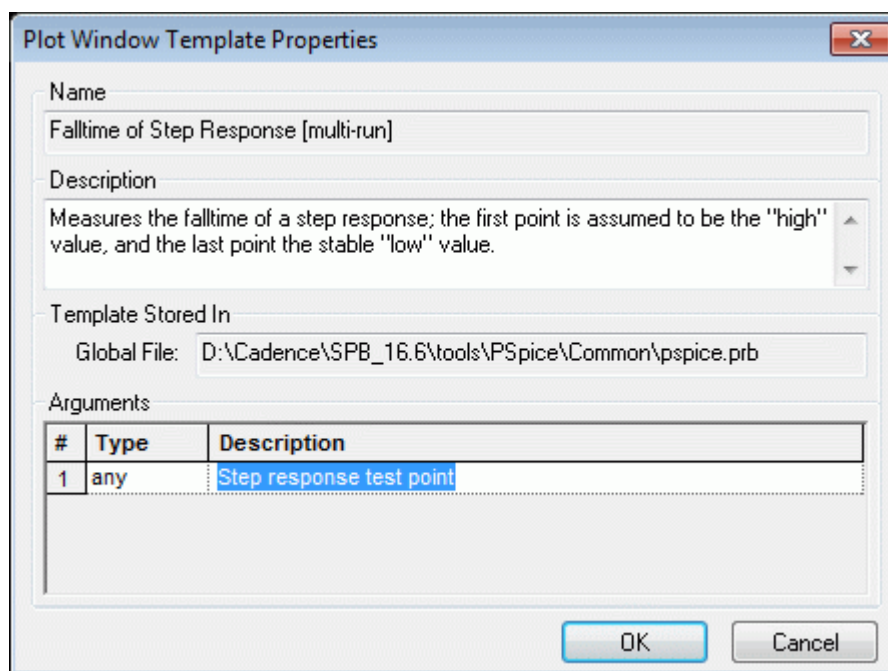 Plot Window Template Properties
Name
Falltime of Step Response [multi-run]
Description
Measures the falltime of a step response; the first point is assumed to be the "high"
value, and the last point the stable "low" value.
Template Stored In
Global File: D:\Cadence\SPB_16.6\tools\PSpice\Common\pspice.prb
Arguments
# Type Description
1 any Step response test point
OK Cancel